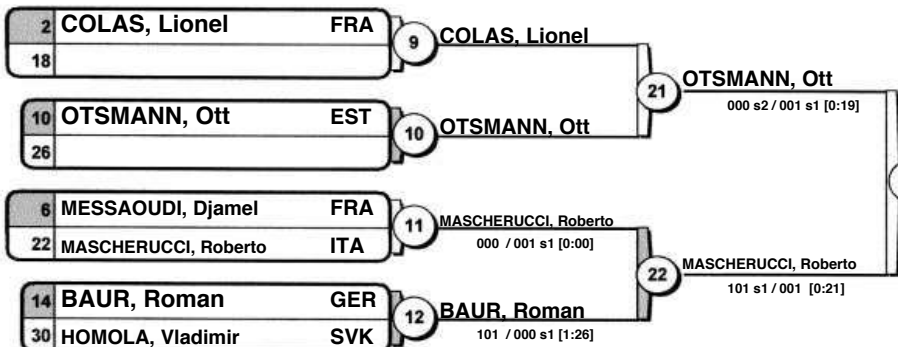 2 COLAS, Lionel FRA
18
9
COLAS, Lionel
10 OTSMANN, Ott EST
26
10
OTSMANN, Ott
21
OTSMANN, Ott
000 s2 / 001 s1 [0:19]
6 MESSAOUDI, Djamel FRA
22 MASCHERUCCI, Roberto ITA
11
MASCHERUCCI, Roberto
000 / 001 s1 [0:00]
14 BAUR, Roman GER
30 HOMOLA, Vladimir SVK
12
BAUR, Roman
101 / 000 s1 [1:26]
22
MASCHERUCCI, Roberto
101 s1 / 001 [0:21]